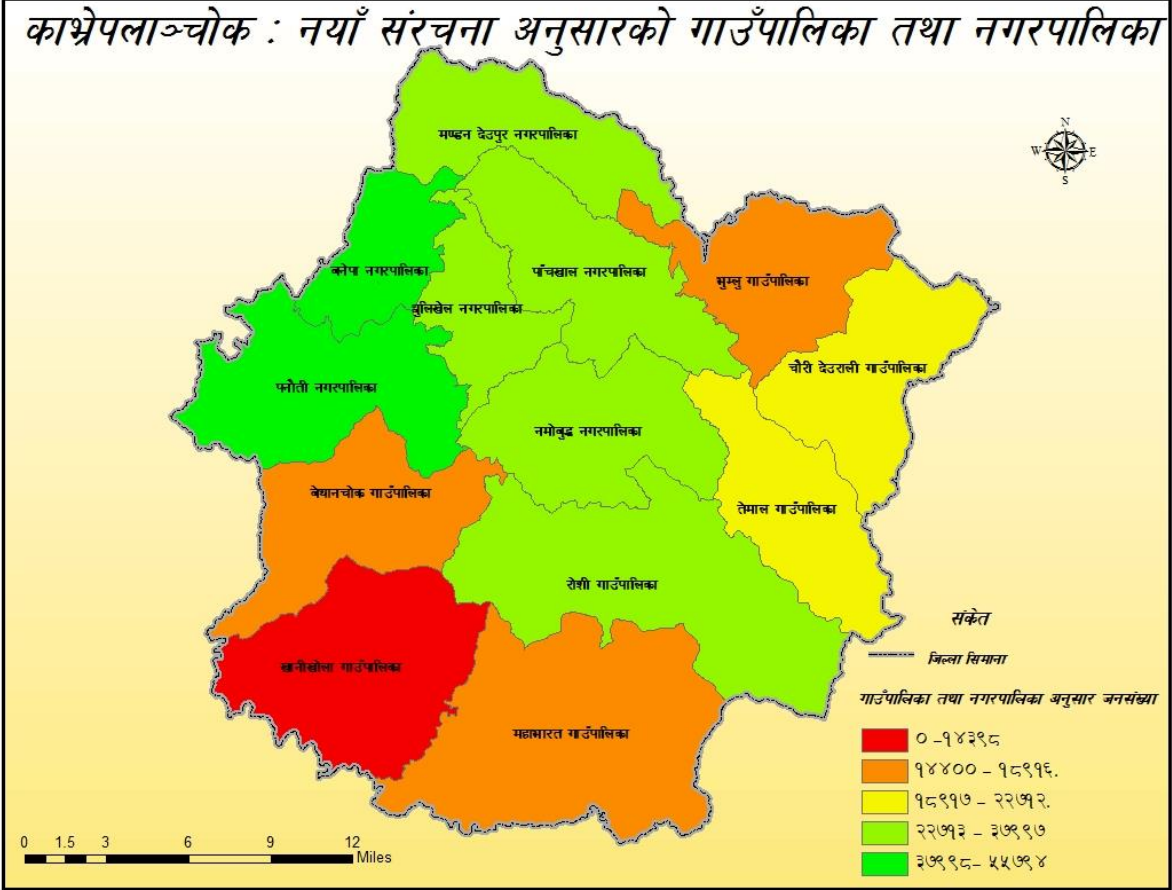 काभ्रेपलाञ्चोक : नयाँ संरचना अनुसारको गाउँपालिका तथा नगरपालिका
मण्डन देउपुर नगरपालिका
N
W E
S
बनेपा नगरपालिका
पाँचखाल नगरपालिका
भुम्लु गाउँपालिका
धुलिखेल नगरपालिका
चौरी देउराली गाउँपालिका
पनौती नगरपालिका
नमोबुद्ध नगरपालिका
बेथानचोक गाउँपालिका
तेमाल गाउँपालिका
रोशी गाउँपालिका
खानीखोला गाउँपालिका
महाभारत गाउँपालिका
संकेत
जिल्ला सिमाना
गाउँपालिका तथा नगरपालिका अनुसार जनसंख्या
० -१४३९८
१४४०० - १८९१६.
१८९१७ - २२७१२.
२२७१३ - ३७९९७
३७९९८- ५५७९४
0 1.5 3 6 9 12
Miles